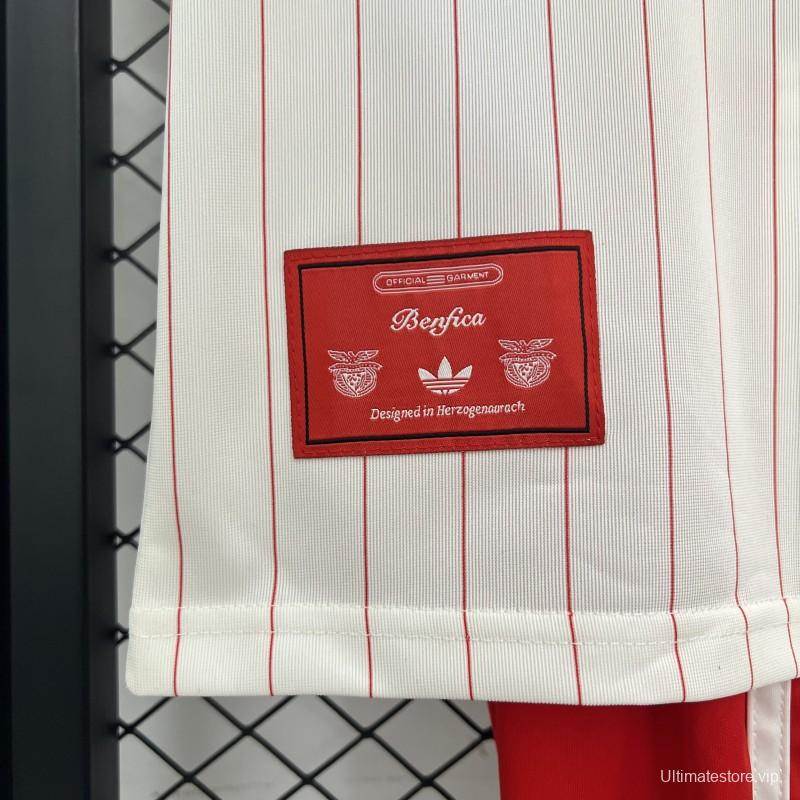 OFFICIAL GARMENT
Benfica
Designed in Herzogenaurach
Ultimatestore.vip